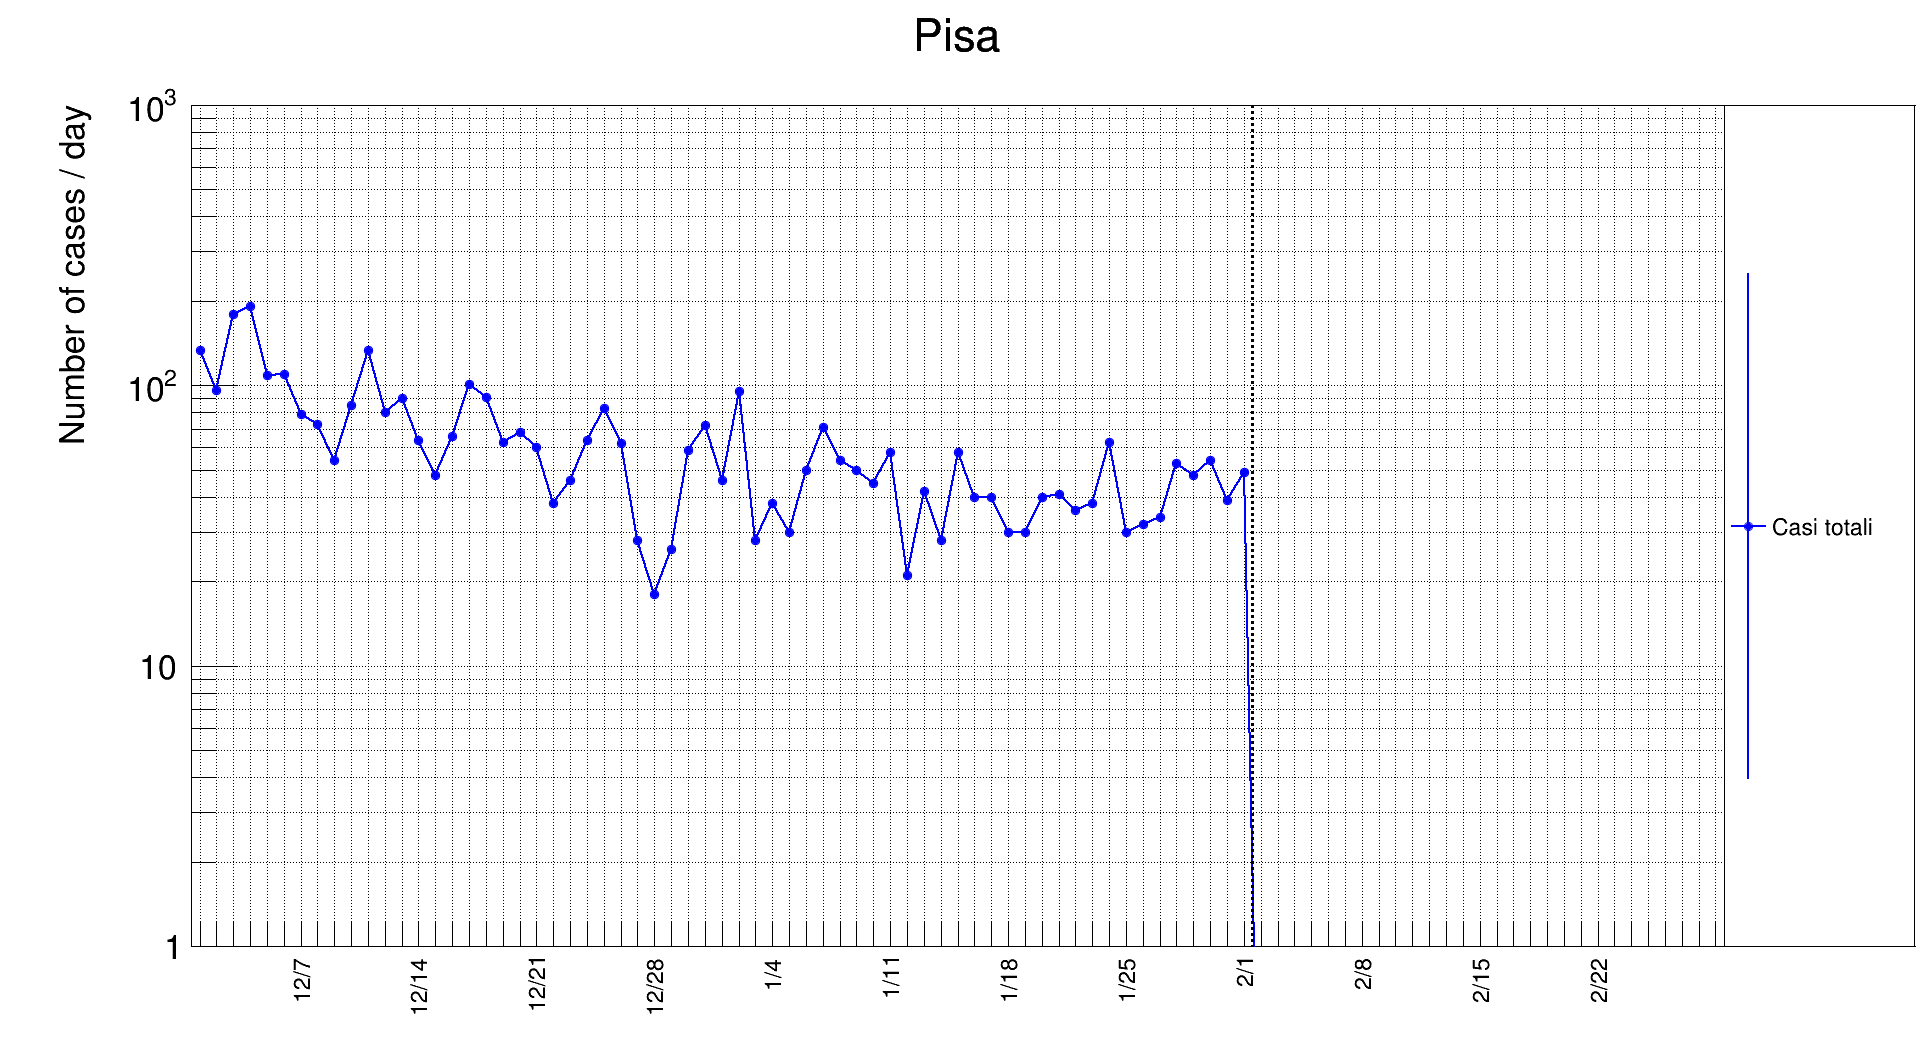 Pisa
Number of cases / day
10³
10²
10
1
12/7 12/14 12/21 12/28 1/4 1/11 1/18 1/25 2/1 2/8 2/15 2/22
Casi totali